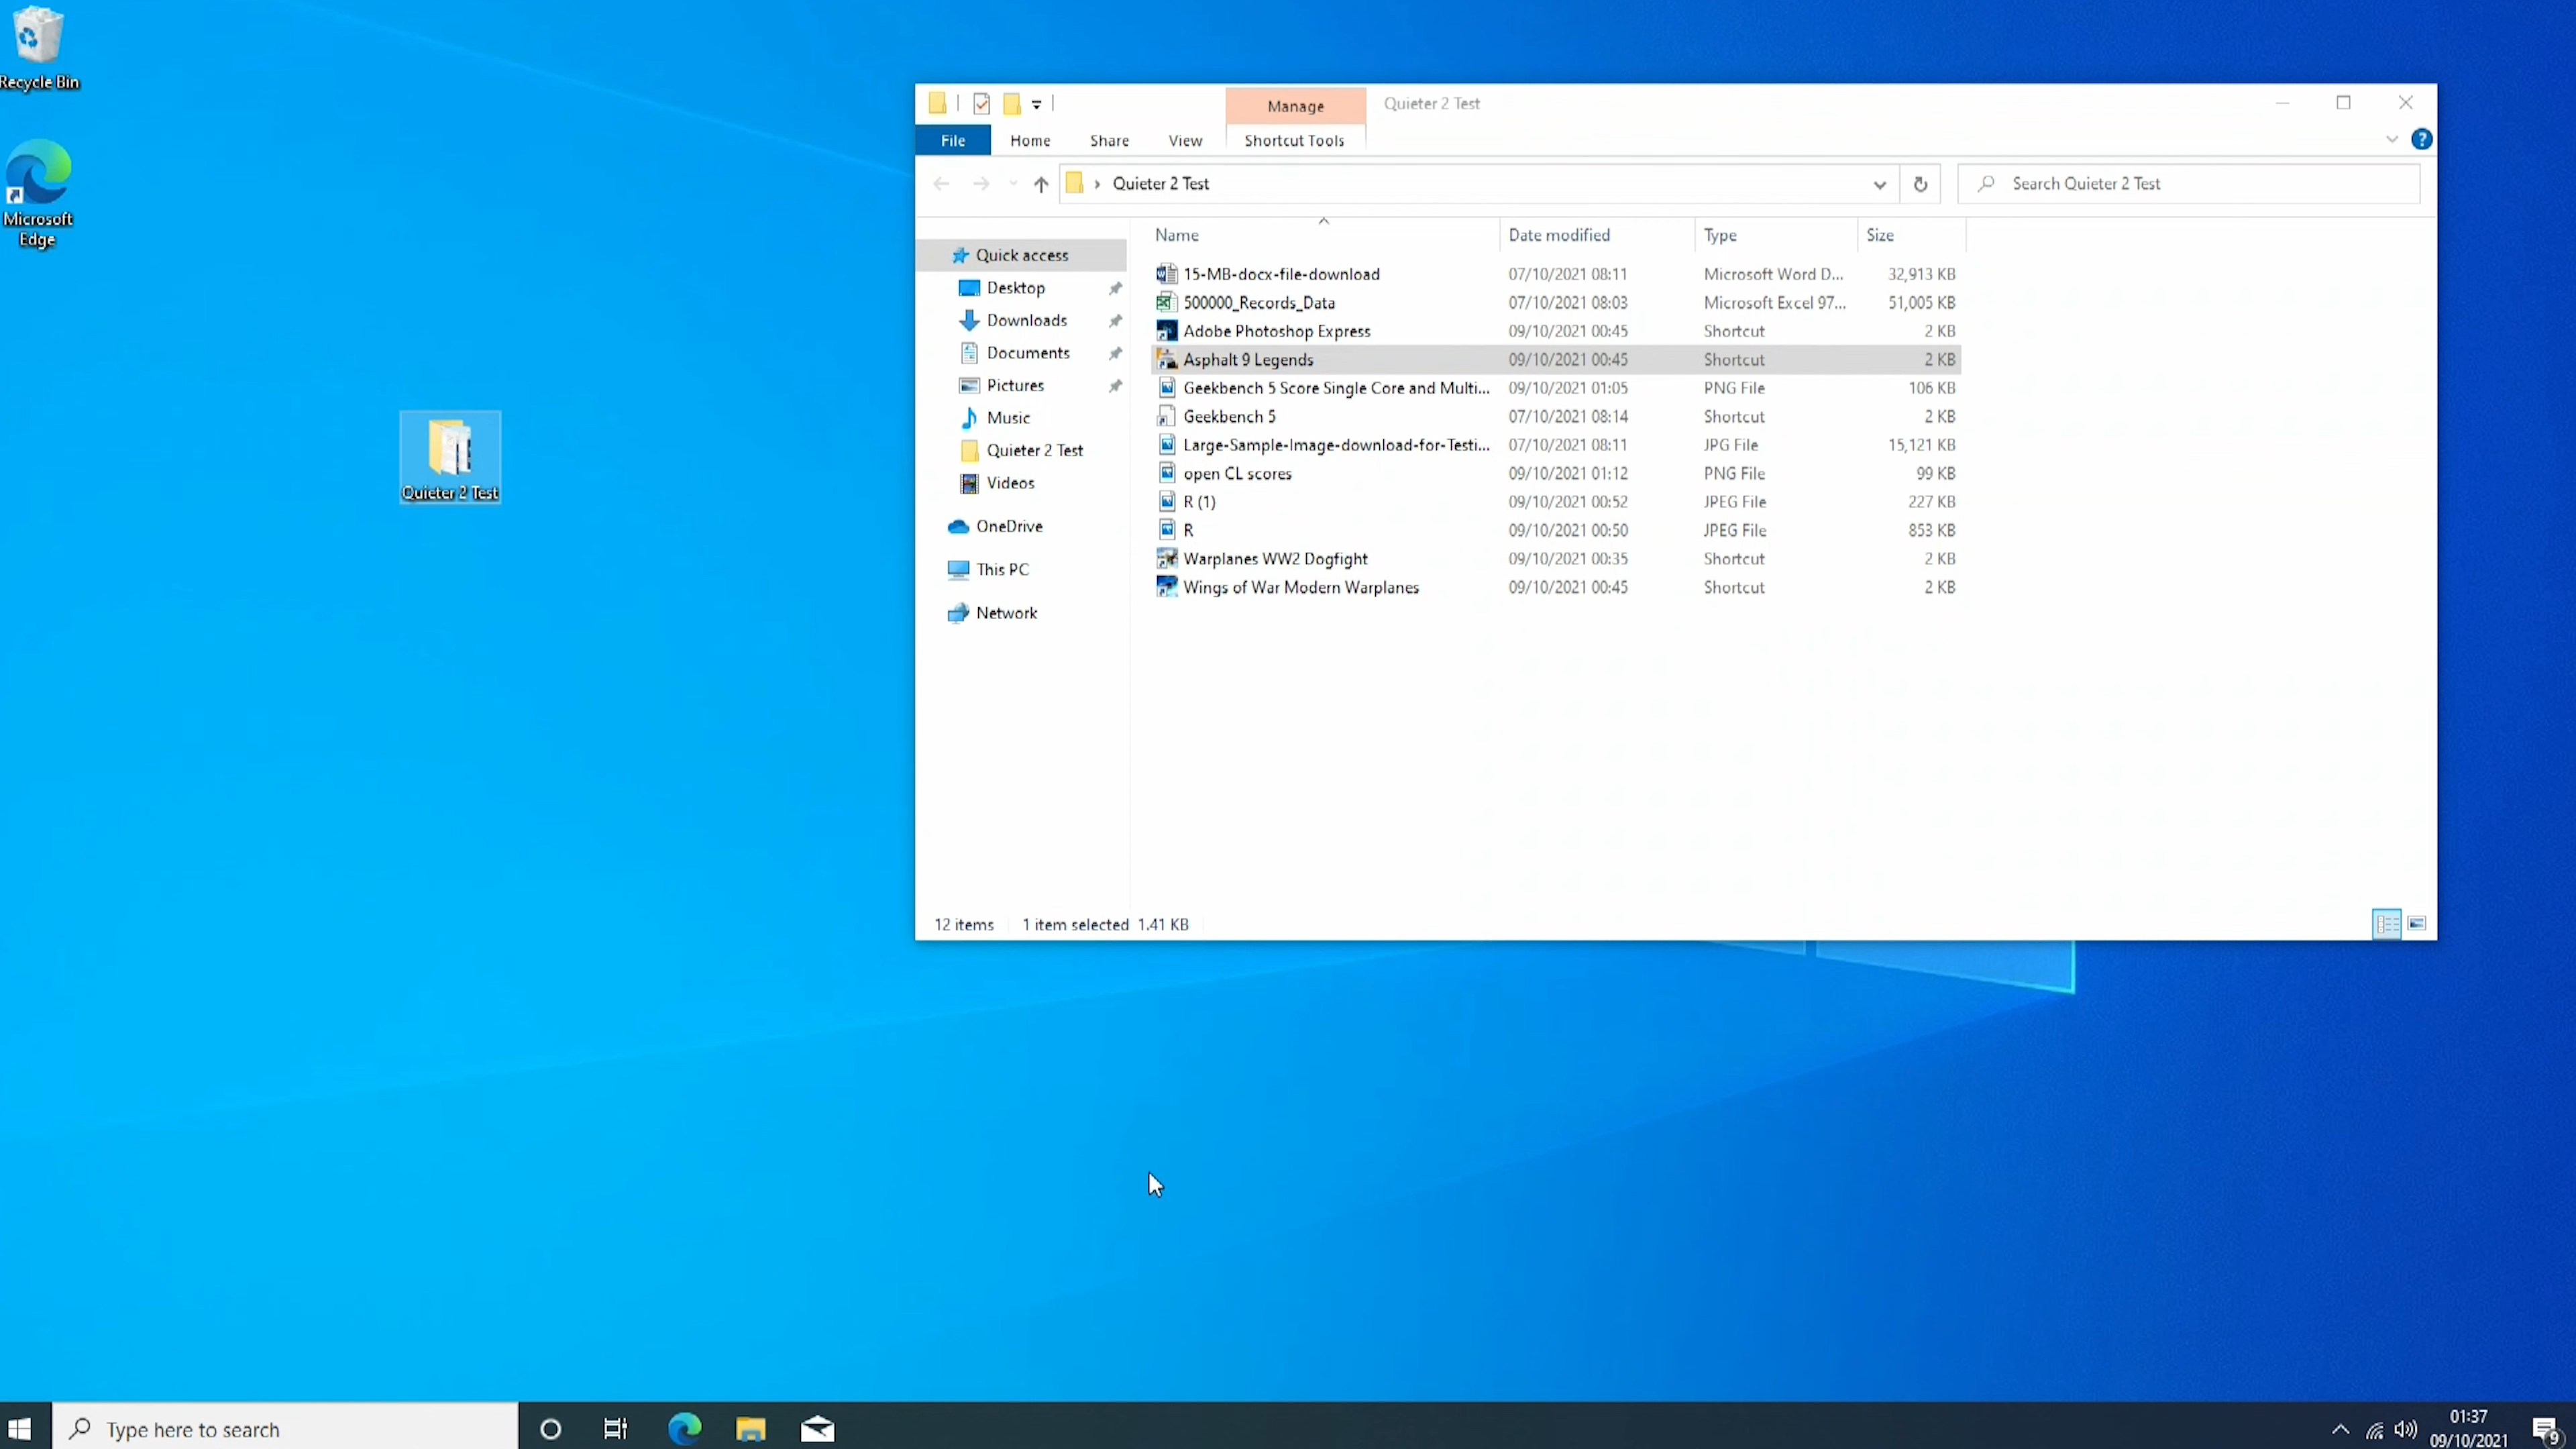 Recycle Bin
Microsoft
Edge
Quieter 2 Test
Manage
Quieter 2 Test
File
Home
Share
View
Shortcut Tools
?
Quieter 2 Test
Search Quieter 2 Test
Name
Date modified
Type
Size
Quick access
Desktop
Downloads
Documents
Pictures
Music
Quieter 2 Test
Videos
OneDrive
This PC
Network
15-MB-docx-file-download 07/10/2021 08:11 Microsoft Word D... 32,913 KB
500000_Records_Data 07/10/2021 08:03 Microsoft Excel 97... 51,005 KB
Adobe Photoshop Express 09/10/2021 00:45 Shortcut 2 KB
Asphalt 9 Legends 09/10/2021 00:45 Shortcut 2 KB
Geekbench 5 Score Single Core and Multi... 09/10/2021 01:05 PNG File 106 KB
Geekbench 5 07/10/2021 08:14 Shortcut 2 KB
Large-Sample-Image-download-for-Testi... 07/10/2021 08:11 JPG File 15,121 KB
open CL scores 09/10/2021 01:12 PNG File 99 KB
R (1) 09/10/2021 00:52 JPEG File 227 KB
R 09/10/2021 00:50 JPEG File 853 KB
Warplanes WW2 Dogfight 09/10/2021 00:35 Shortcut 2 KB
Wings of War Modern Warplanes 09/10/2021 00:45 Shortcut 2 KB
12 items 1 item selected 1.41 KB
Type here to search
01:37
09/10/2021
9